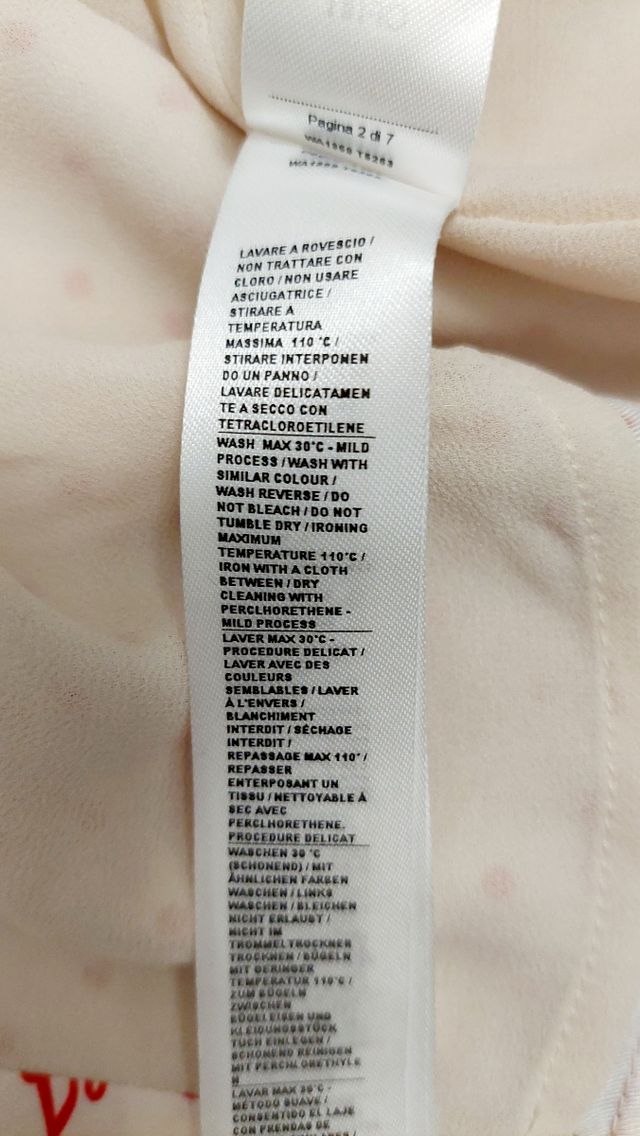 Pagina 2 di 7
LAVARE A ROVESCIO /
NON TRATTARE CON
CLORO / NON USARE
ASCIUGATRICE /
STIRARE A
TEMPERATURA
MASSIMA 110 °C /
STIRARE INTERPONEN
DO UN PANNO /
LAVARE DELICATAMEN
TE A SECCO CON
TETRACLOROETILENE
WASH MAX 30°C - MILD
PROCESS / WASH WITH
SIMILAR COLOUR /
WASH REVERSE / DO
NOT BLEACH / DO NOT
TUMBLE DRY / IRONING
MAXIMUM
TEMPERATURE 110°C /
IRON WITH A CLOTH
BETWEEN / DRY
CLEANING WITH
PERCLHORETHENE -
MILD PROCESS
LAVER MAX 30°C -
PROCEDURE DELICAT /
LAVER AVEC DES
COULEURS
SEMBLABLES / LAVER
À L'ENVERS /
BLANCHIMENT
INTERDIT / SÉCHAGE
INTERDIT /
REPASSAGE MAX 110° /
REPASSER
ENTERPOSANT UN
TISSU / NETTOYABLE À
SEC AVEC
PERCLHORETHENE.
PROCEDURE DELICAT
WASCHEN 30 °C
(SCHONEND) / MIT
ÄHNLICHEN FARBEN
WASCHEN / LINKS
WASCHEN / BLEICHEN
NICHT ERLAUBT /
NICHT IM
TROMMELTROCKNER
TROCKNEN / BÜGELN
MIT GERINGER
TEMPERATUR 110°C /
ZUM BÜGELN
ZWISCHEN
BÜGELEISEN UND
KLEIDUNGSSTÜCK
TUCH EINLEGEN /
SCHONEND REINIGEN
MIT PERCHLORETHYLE
N
LAVAR MAX 30°C -
MÉTODO SUAVE /
CONSENTIDO EL LAJE
CON PRENDAS DE